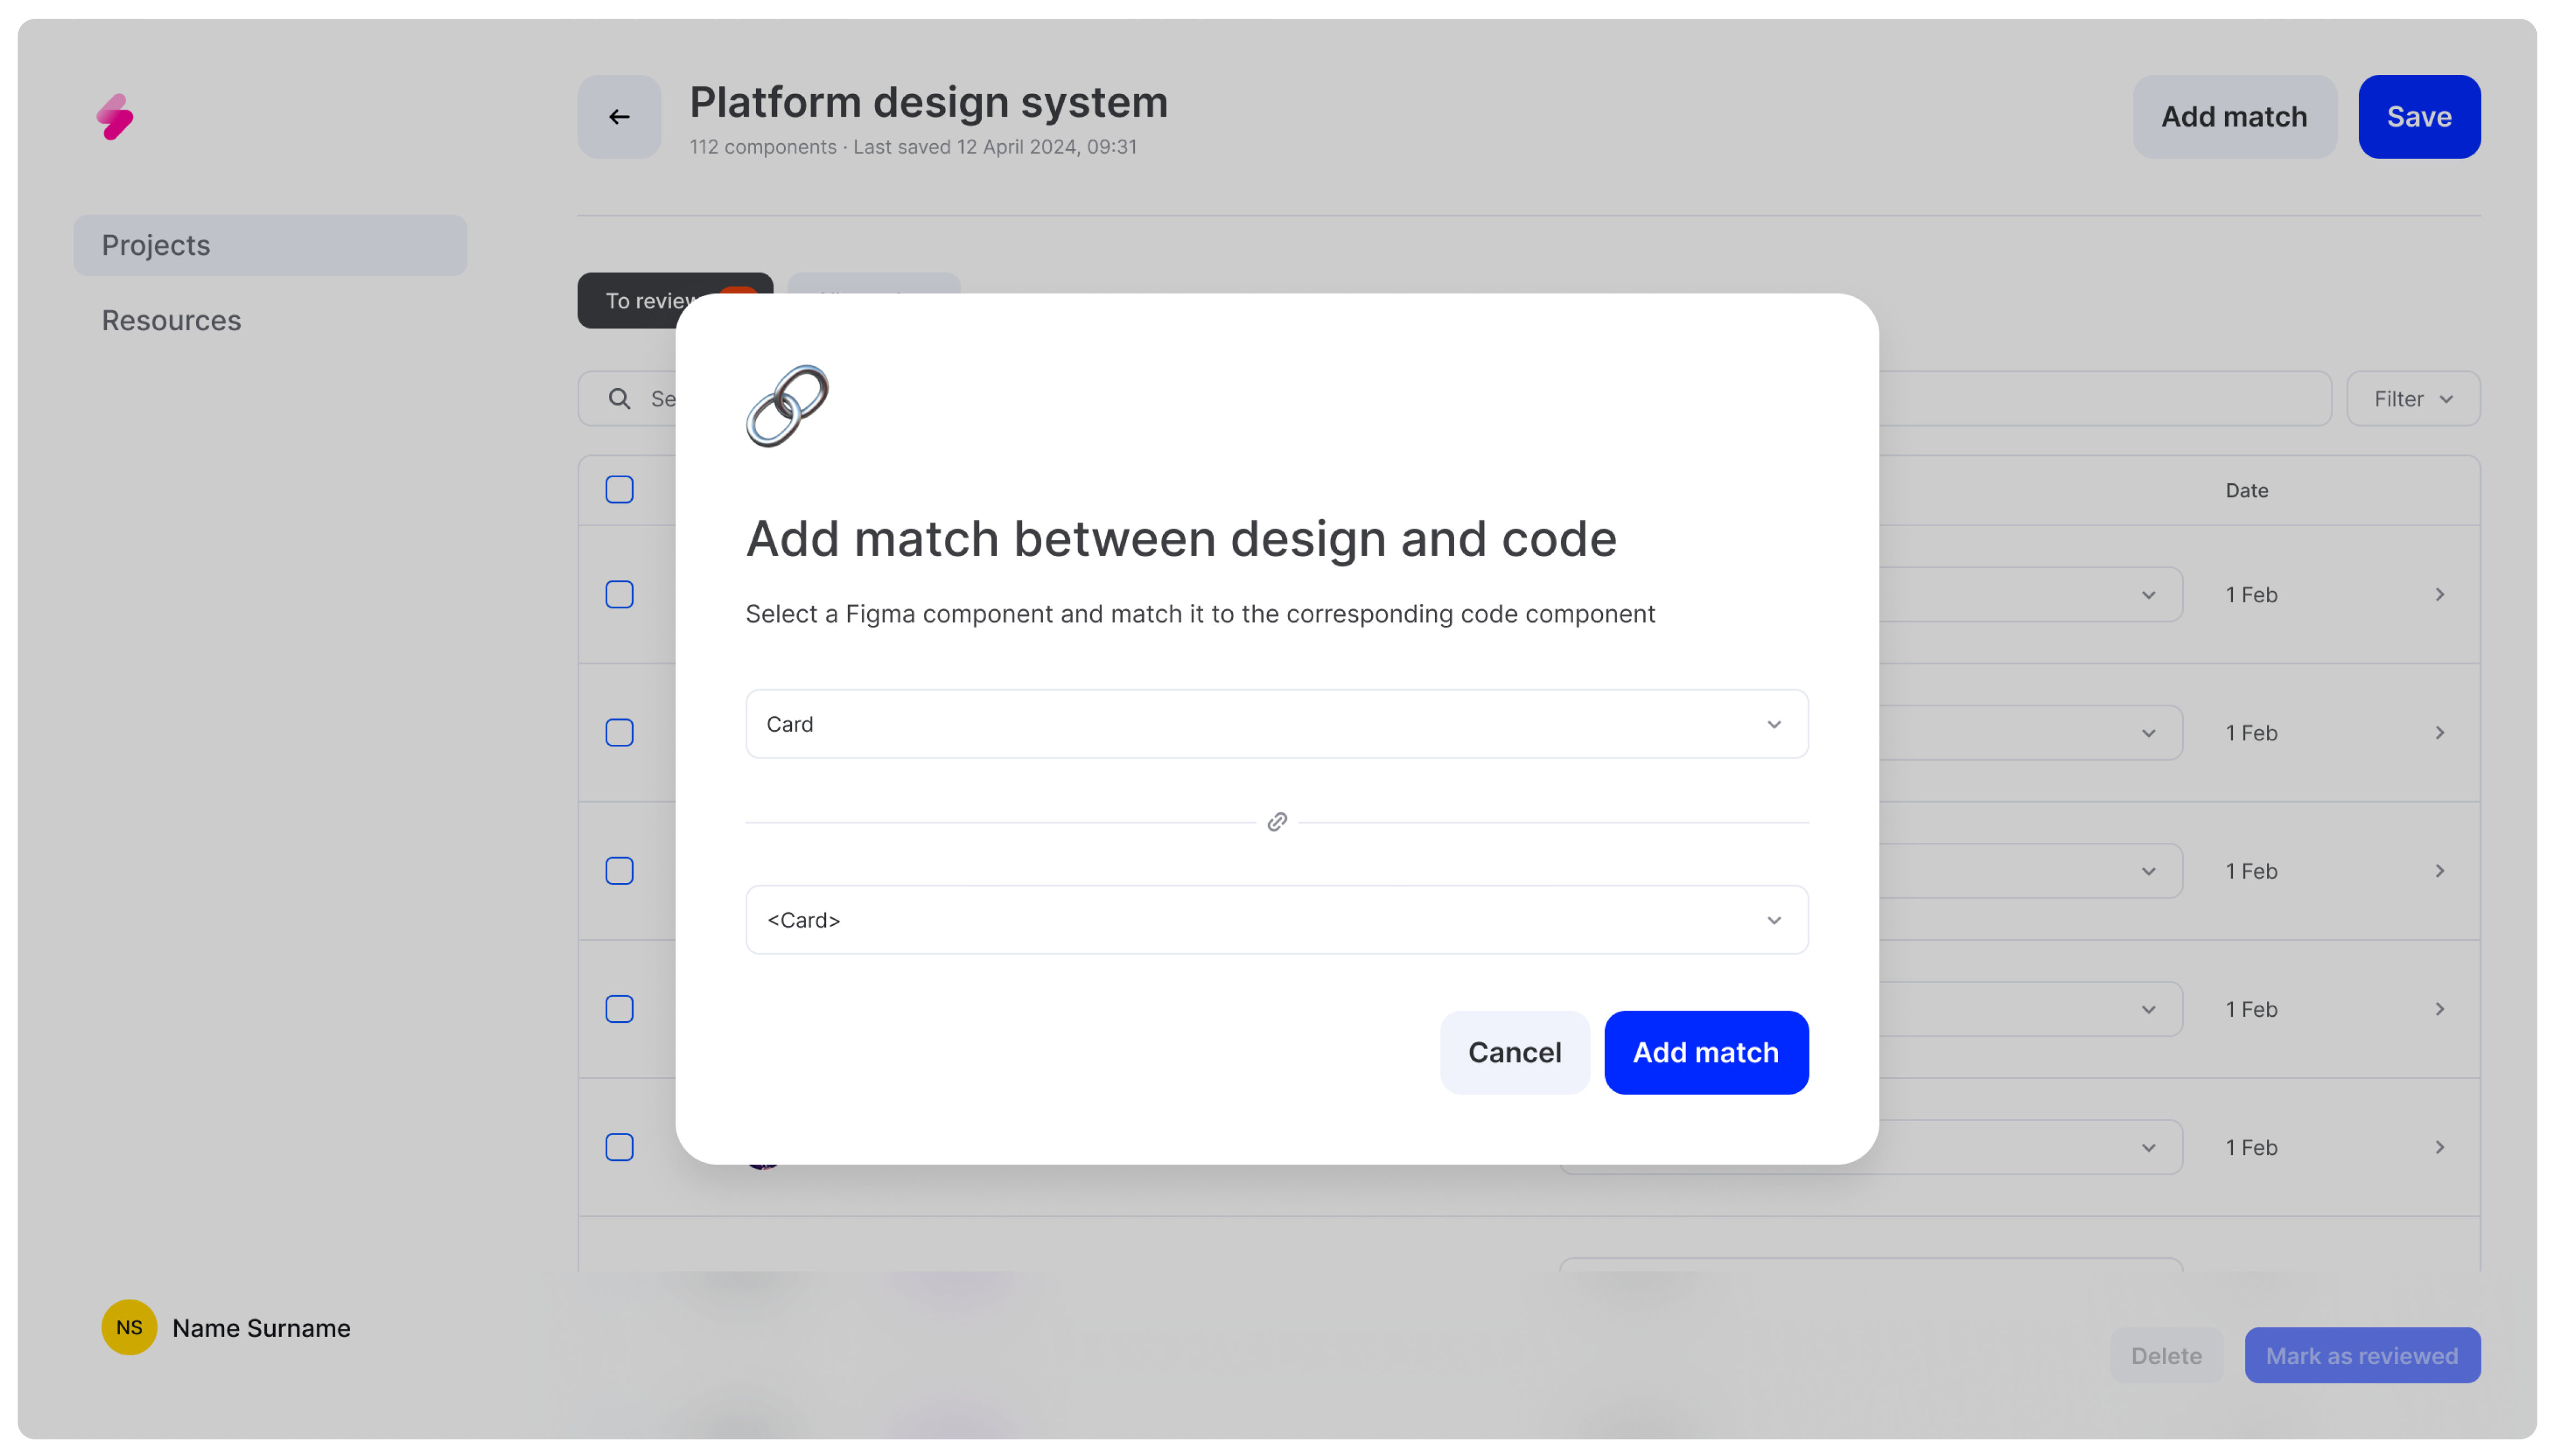 Platform design system
112 components · Last saved 12 April 2024, 09:31
Add match
Save
Projects
Resources
To review
Filter
Date
1 Feb
1 Feb
1 Feb
1 Feb
1 Feb
Add match between design and code
Select a Figma component and match it to the corresponding code component
Card
<Card>
Cancel
Add match
NS
Name Surname
Delete
Mark as reviewed